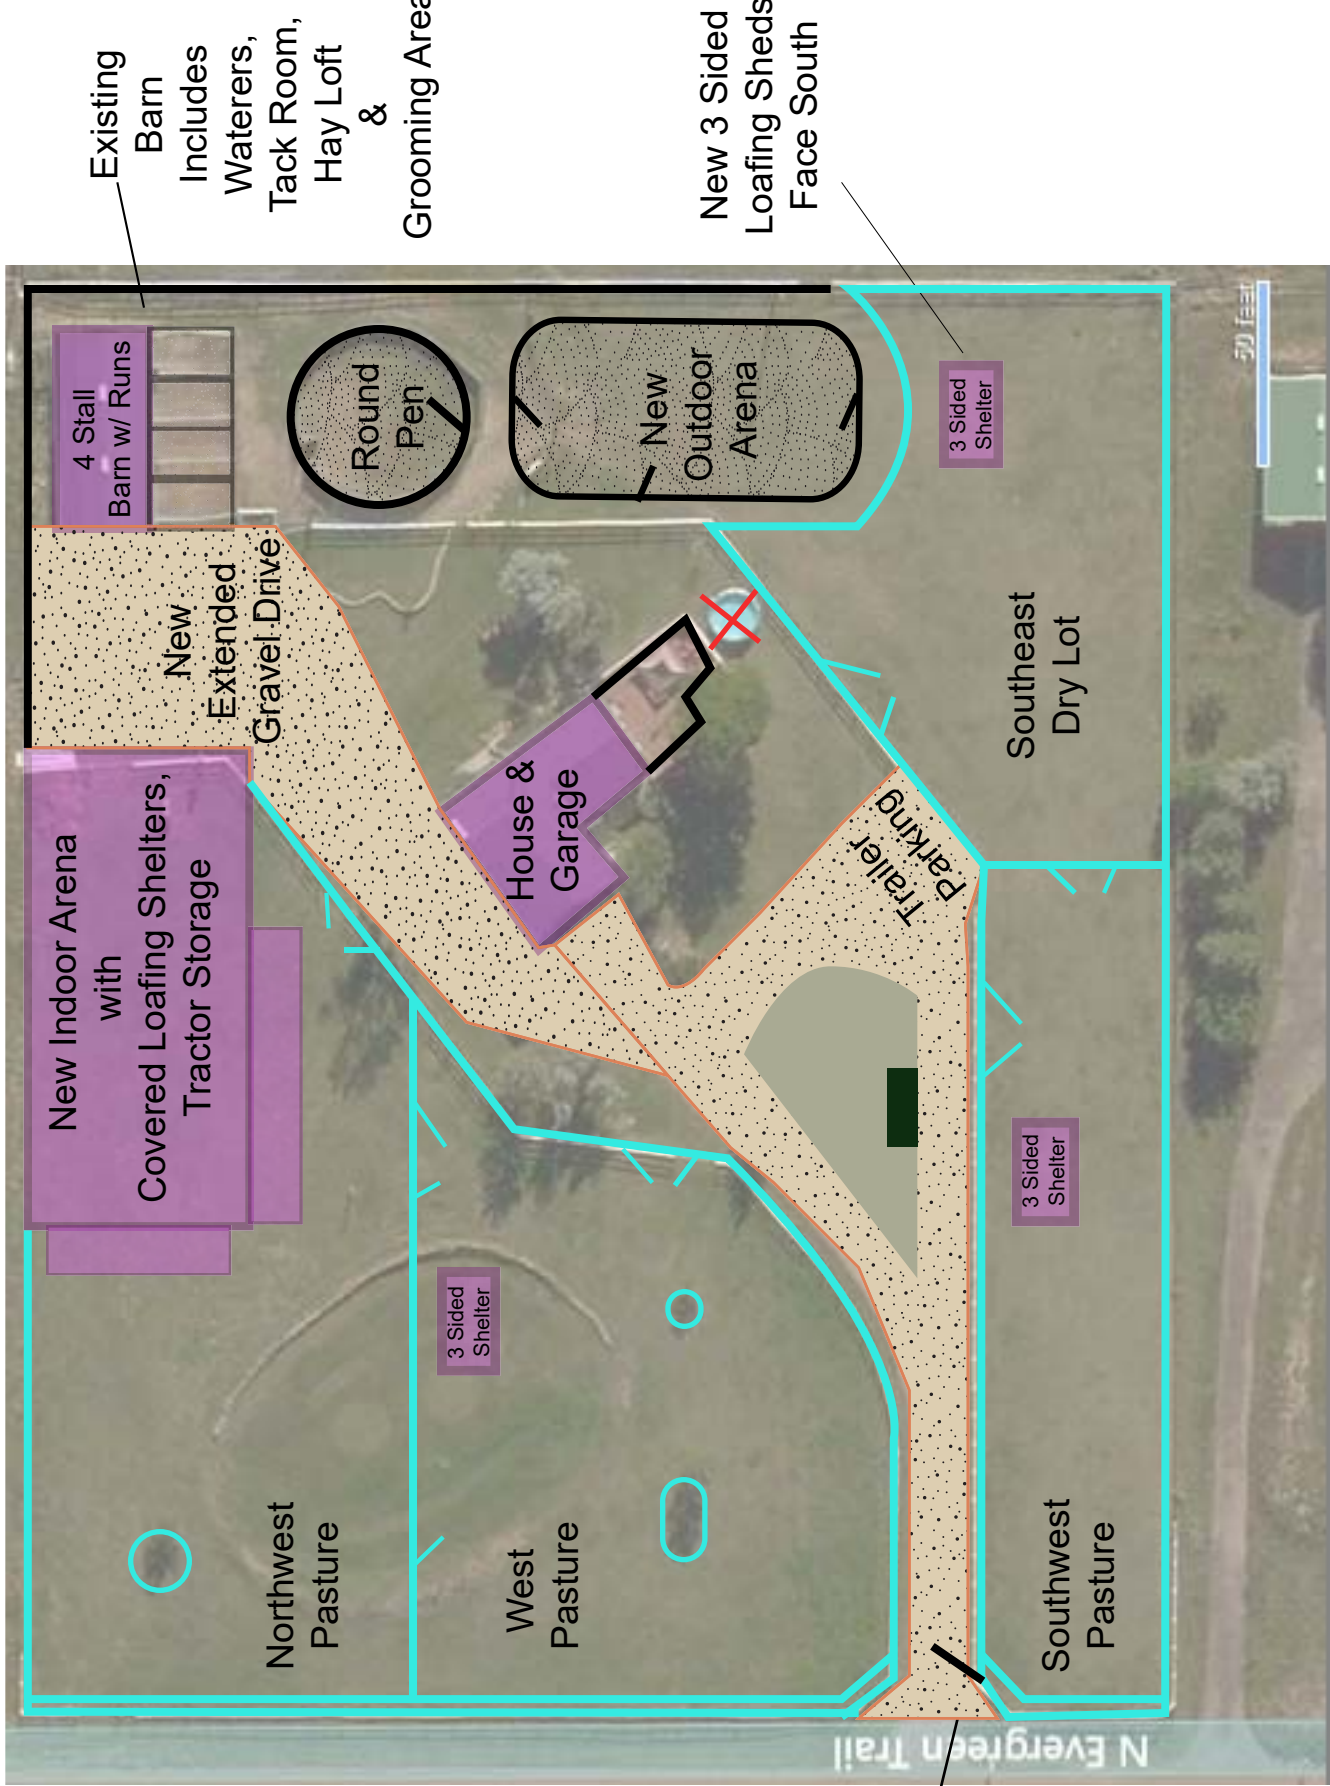 Existing
Barn
Includes
Waterers,
Tack Room,
Hay Loft
&
Grooming Area
New 3 Sided
Loafing Sheds
Face South
4 Stall
Barn w/ Runs
Round
Pen
New
Outdoor
Arena
3 Sided
Shelter
New
Extended
Gravel Drive
Southeast
Dry Lot
New Indoor Arena
with
Covered Loafing Shelters,
Tractor Storage
House &
Garage
Trailer
Parking
3 Sided
Shelter
3 Sided
Shelter
Northwest
Pasture
West
Pasture
Southwest
Pasture
50 feet
N Evergreen Trail